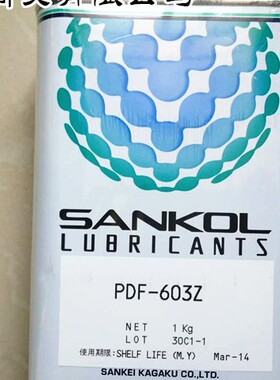 SANKOL
LUBRICANTS
PDF-603Z
NET 1 Kg
LOT 30C1-1
使用期限:SHELF LIFE (M,Y) Mar-14
SANKEI KAGAKU CO.,LTD.